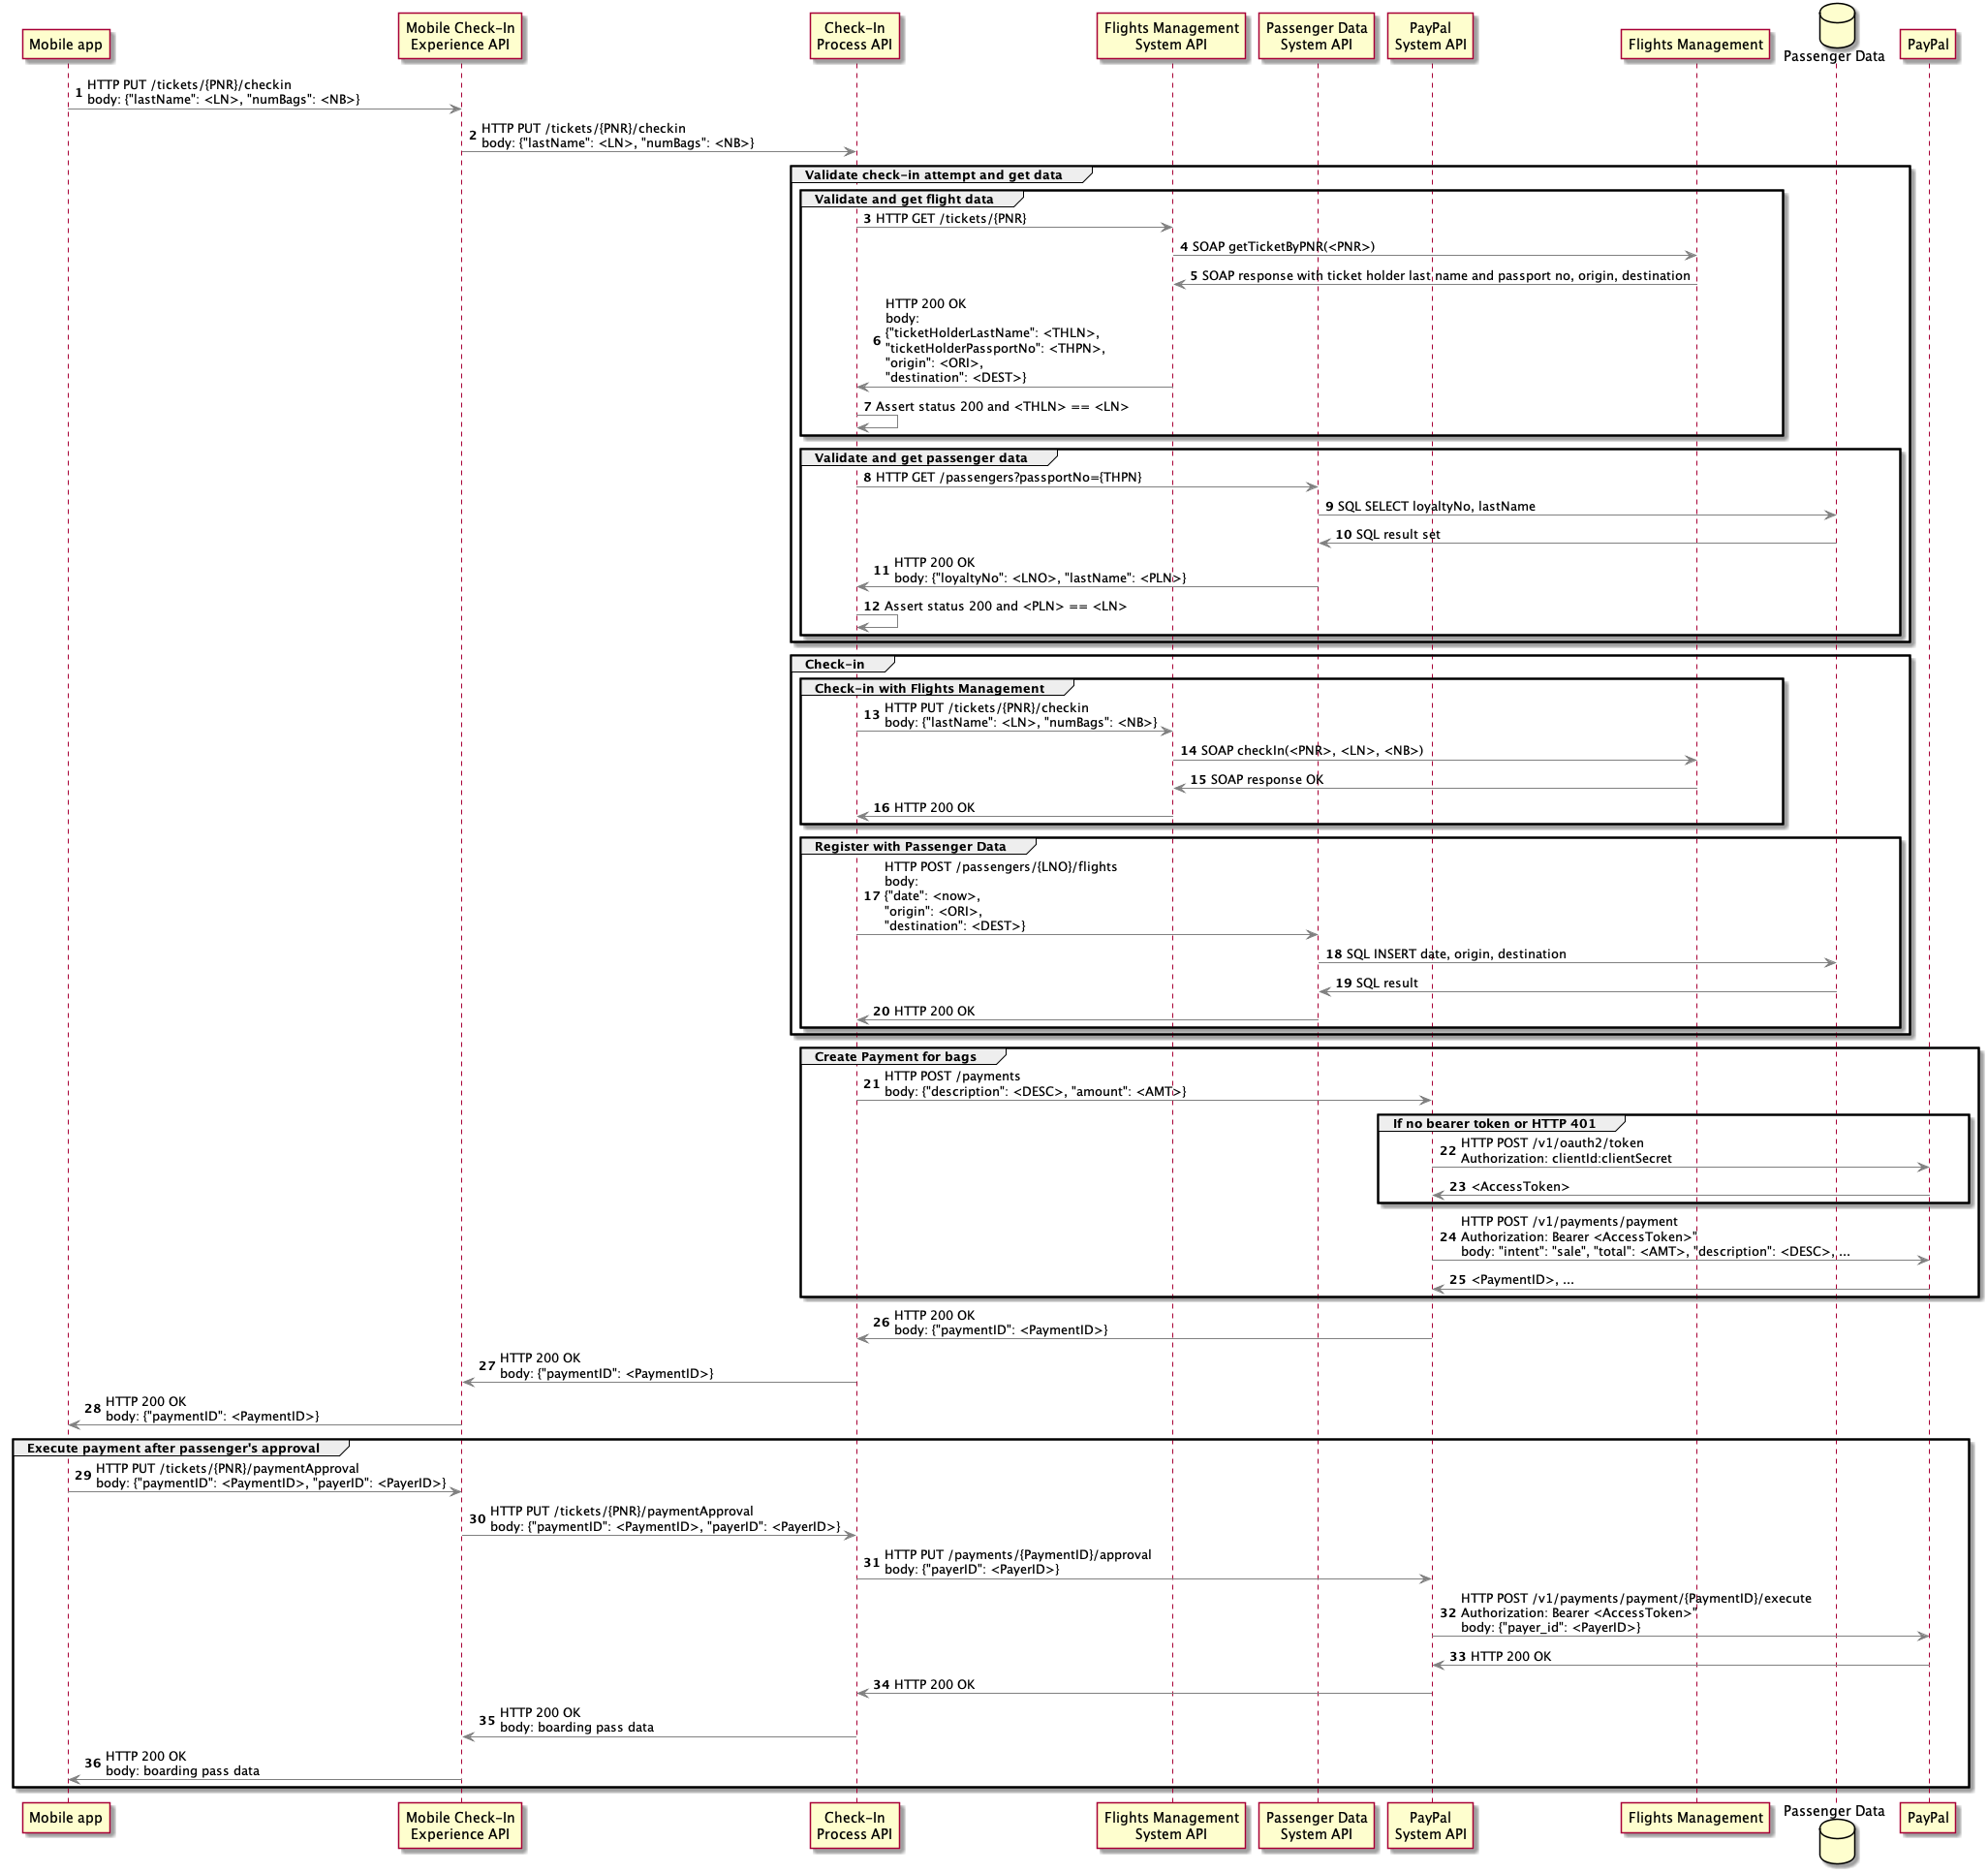 Mobile app
Mobile Check-In
Experience API
Check-In
Process API
Flights Management
System API
Passenger Data
System API
PayPal
System API
Flights Management
Passenger Data
PayPal
1 HTTP PUT /tickets/{PNR}/checkin
body: {"lastName": <LN>, "numBags": <NB>}
2 HTTP PUT /tickets/{PNR}/checkin
body: {"lastName": <LN>, "numBags": <NB>}
Validate check-in attempt and get data
Validate and get flight data
3 HTTP GET /tickets/{PNR}
4 SOAP getTicketByPNR(<PNR>)
5 SOAP response with ticket holder last name and passport no, origin, destination
HTTP 200 OK
body:
{"ticketHolderLastName": <THLN>,
6 "ticketHolderPassportNo": <THPN>,
"origin": <ORI>,
"destination": <DEST>}
7 Assert status 200 and <THLN> == <LN>
Validate and get passenger data
8 HTTP GET /passengers?passportNo={THPN}
9 SQL SELECT loyaltyNo, lastName
10 SQL result set
11 HTTP 200 OK
body: {"loyaltyNo": <LNO>, "lastName": <PLN>}
12 Assert status 200 and <PLN> == <LN>
Check-in
Check-in with Flights Management
13 HTTP PUT /tickets/{PNR}/checkin
body: {"lastName": <LN>, "numBags": <NB>}
14 SOAP checkIn(<PNR>, <LN>, <NB>)
15 SOAP response OK
16 HTTP 200 OK
Register with Passenger Data
HTTP POST /passengers/{LNO}/flights
body:
17 {"date": <now>,
"origin": <ORI>,
"destination": <DEST>}
18 SQL INSERT date, origin, destination
19 SQL result
20 HTTP 200 OK
Create Payment for bags
21 HTTP POST /payments
body: {"description": <DESC>, "amount": <AMT>}
If no bearer token or HTTP 401
22 HTTP POST /v1/oauth2/token
Authorization: clientId:clientSecret
23 <AccessToken>
HTTP POST /v1/payments/payment
24 Authorization: Bearer <AccessToken>"
body: "intent": "sale", "total": <AMT>, "description": <DESC>, ...
25 <PaymentID>, ...
26 HTTP 200 OK
body: {"paymentID": <PaymentID>}
27 HTTP 200 OK
body: {"paymentID": <PaymentID>}
28 HTTP 200 OK
body: {"paymentID": <PaymentID>}
Execute payment after passenger's approval
29 HTTP PUT /tickets/{PNR}/paymentApproval
body: {"paymentID": <PaymentID>, "payerID": <PayerID>}
30 HTTP PUT /tickets/{PNR}/paymentApproval
body: {"paymentID": <PaymentID>, "payerID": <PayerID>}
31 HTTP PUT /payments/{PaymentID}/approval
body: {"payerID": <PayerID>}
HTTP POST /v1/payments/payment/{PaymentID}/execute
32 Authorization: Bearer <AccessToken>"
body: {"payer_id": <PayerID>}
33 HTTP 200 OK
34 HTTP 200 OK
35 HTTP 200 OK
body: boarding pass data
36 HTTP 200 OK
body: boarding pass data
Mobile app
Mobile Check-In
Experience API
Check-In
Process API
Flights Management
System API
Passenger Data
System API
PayPal
System API
Flights Management
Passenger Data
PayPal